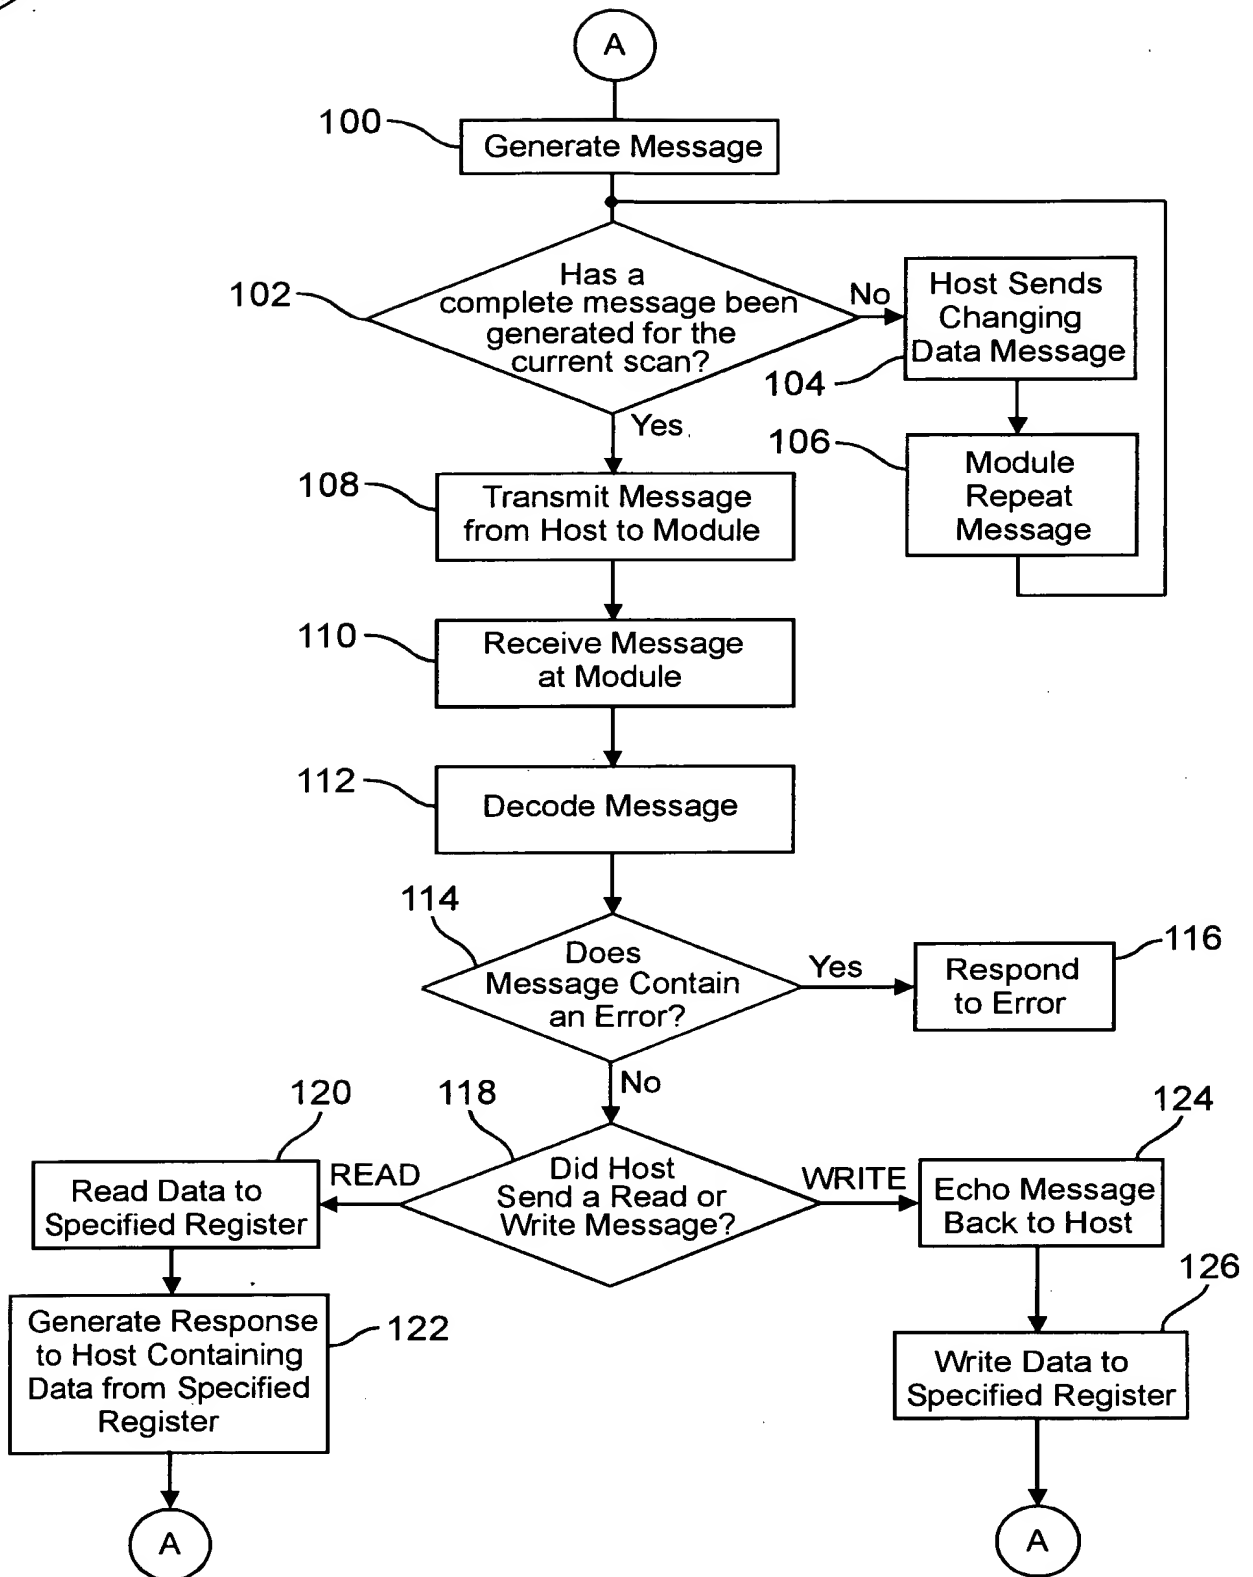 A
100
Generate Message
102
Has a
complete message been
generated for the
current scan?
No
Host Sends
Changing
Data Message
104
Yes
106
Module
Repeat
Message
108
Transmit Message
from Host to Module
110
Receive Message
at Module
112
Decode Message
114
Does
Message Contain
an Error?
Yes
116
Respond
to Error
No
118
120
Read Data to
Specified Register
READ
Did Host
Send a Read or
Write Message?
WRITE
124
Echo Message
Back to Host
126
Generate Response
to Host Containing
Data from Specified
Register
122
Write Data to
Specified Register
A
A